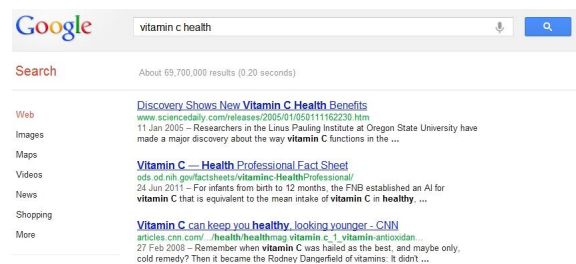 Google
vitamin c health
Search
About 69,700,000 results (0.20 seconds)
Web
Images
Maps
Videos
News
Shopping
More
Discovery Shows New Vitamin C Health Benefits
www.sciencedaily.com/releases/2005/01/050111162230.htm
11 Jan 2005 – Researchers in the Linus Pauling Institute at Oregon State University have
made a major discovery about the way vitamin C functions in the ...
Vitamin C — Health Professional Fact Sheet
ods.od.nih.gov/factsheets/vitaminc-HealthProfessional/
24 Jun 2011 – For infants from birth to 12 months, the FNB established an AI for
vitamin C that is equivalent to the mean intake of vitamin C in healthy, ...
Vitamin C can keep you healthy, looking younger - CNN
articles.cnn.com/.../health/healthmag.vitamin.c_1_vitamin-antioxidan...
27 Feb 2008 – Remember when vitamin C was hailed as the best, and maybe only,
cold remedy? Then it became the Rodney Dangerfield of vitamins: It didn't ...